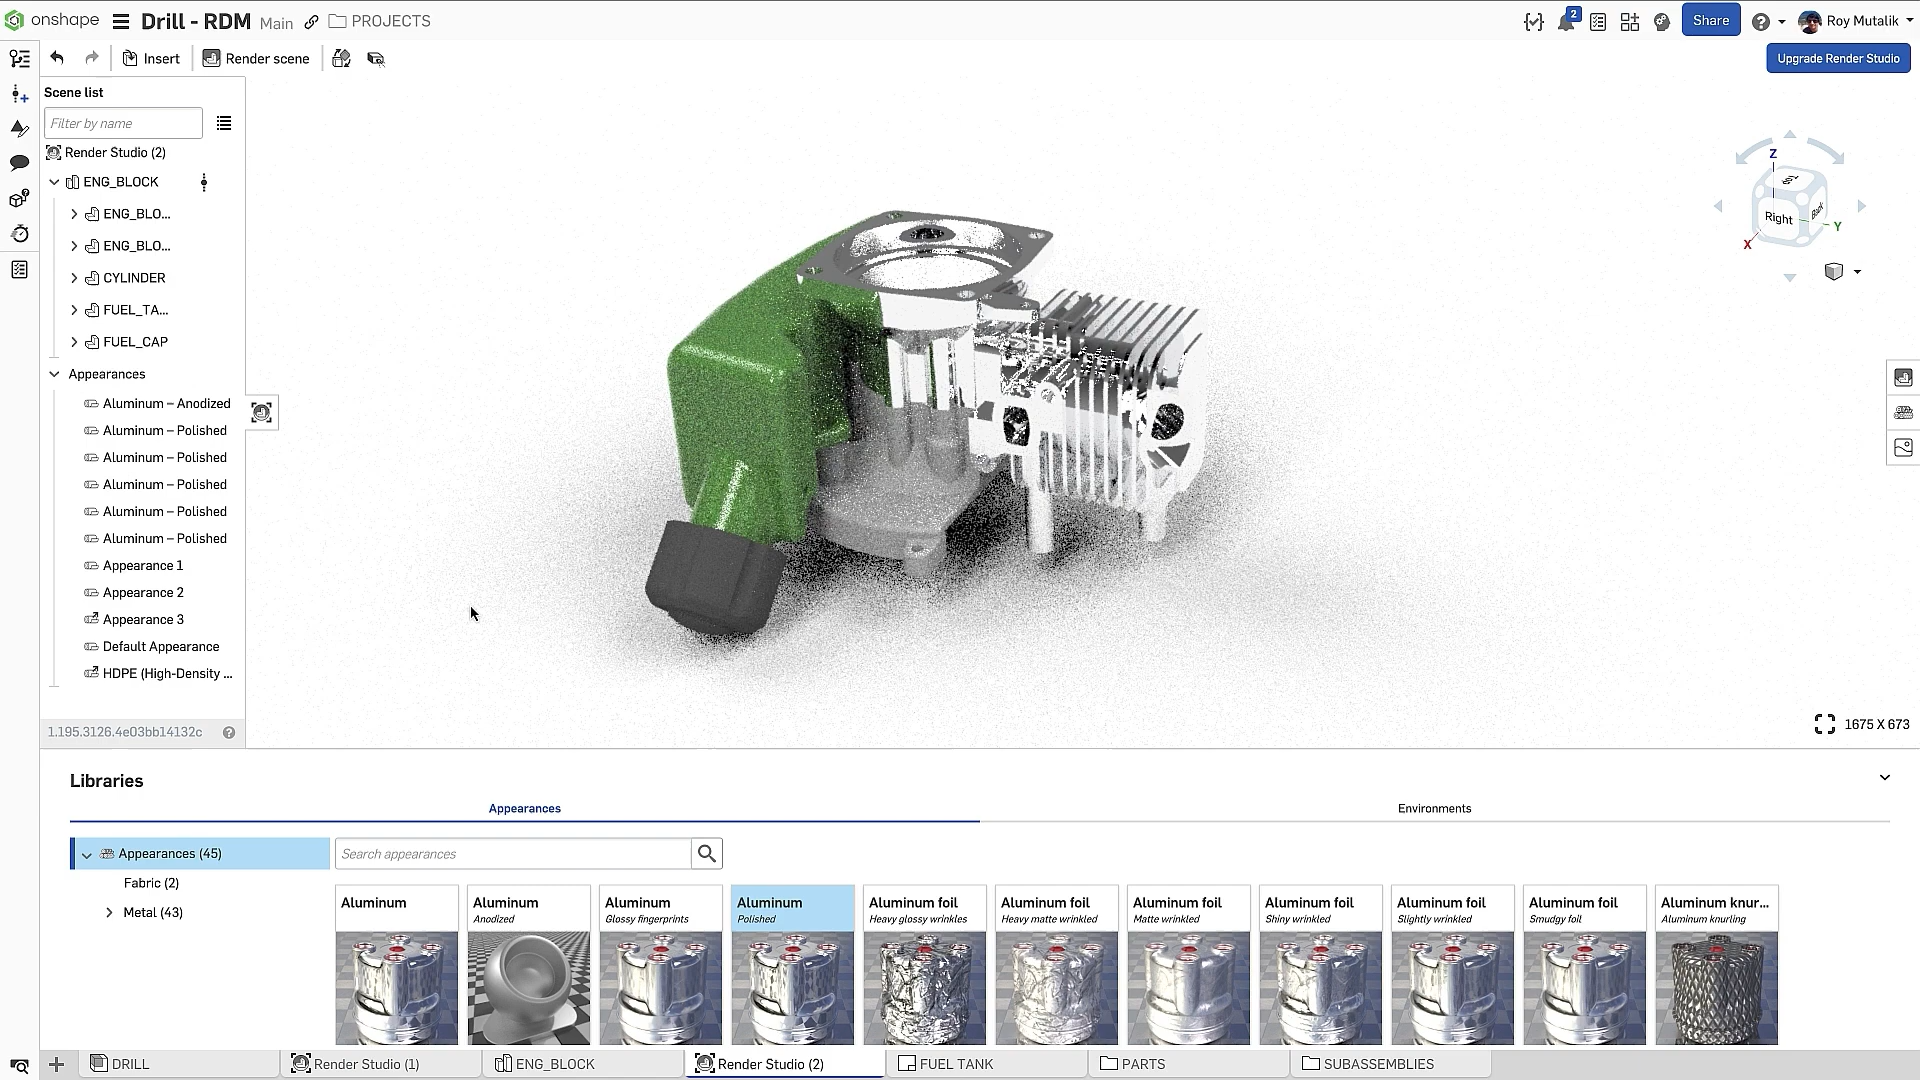 onshape Drill - RDM Main PROJECTS
2 Share Roy Mutalik
Insert Render scene
Upgrade Render Studio
Scene list
Filter by name
Render Studio (2)
ENG_BLOCK
ENG_BLO...
ENG_BLO...
CYLINDER
FUEL_TA...
FUEL_CAP
Appearances
Aluminum – Anodized
Aluminum – Polished
Aluminum – Polished
Aluminum – Polished
Aluminum – Polished
Aluminum – Polished
Appearance 1
Appearance 2
Appearance 3
Default Appearance
HDPE (High-Density ...
1.195.3126.4e03bb14132c
Z
Right
Back
Y
X
1675 X 673
Libraries
Appearances
Environments
Appearances (45)
Search appearances
Fabric (2)
Metal (43)
Aluminum
Aluminum
Anodized
Aluminum
Glossy fingerprints
Aluminum
Polished
Aluminum foil
Heavy glossy wrinkles
Aluminum foil
Heavy matte wrinkled
Aluminum foil
Matte wrinkled
Aluminum foil
Shiny wrinkled
Aluminum foil
Slightly wrinkled
Aluminum foil
Smudgy foil
Aluminum knur...
Aluminum knurling
DRILL
Render Studio (1)
ENG_BLOCK
Render Studio (2)
FUEL TANK
PARTS
SUBASSEMBLIES